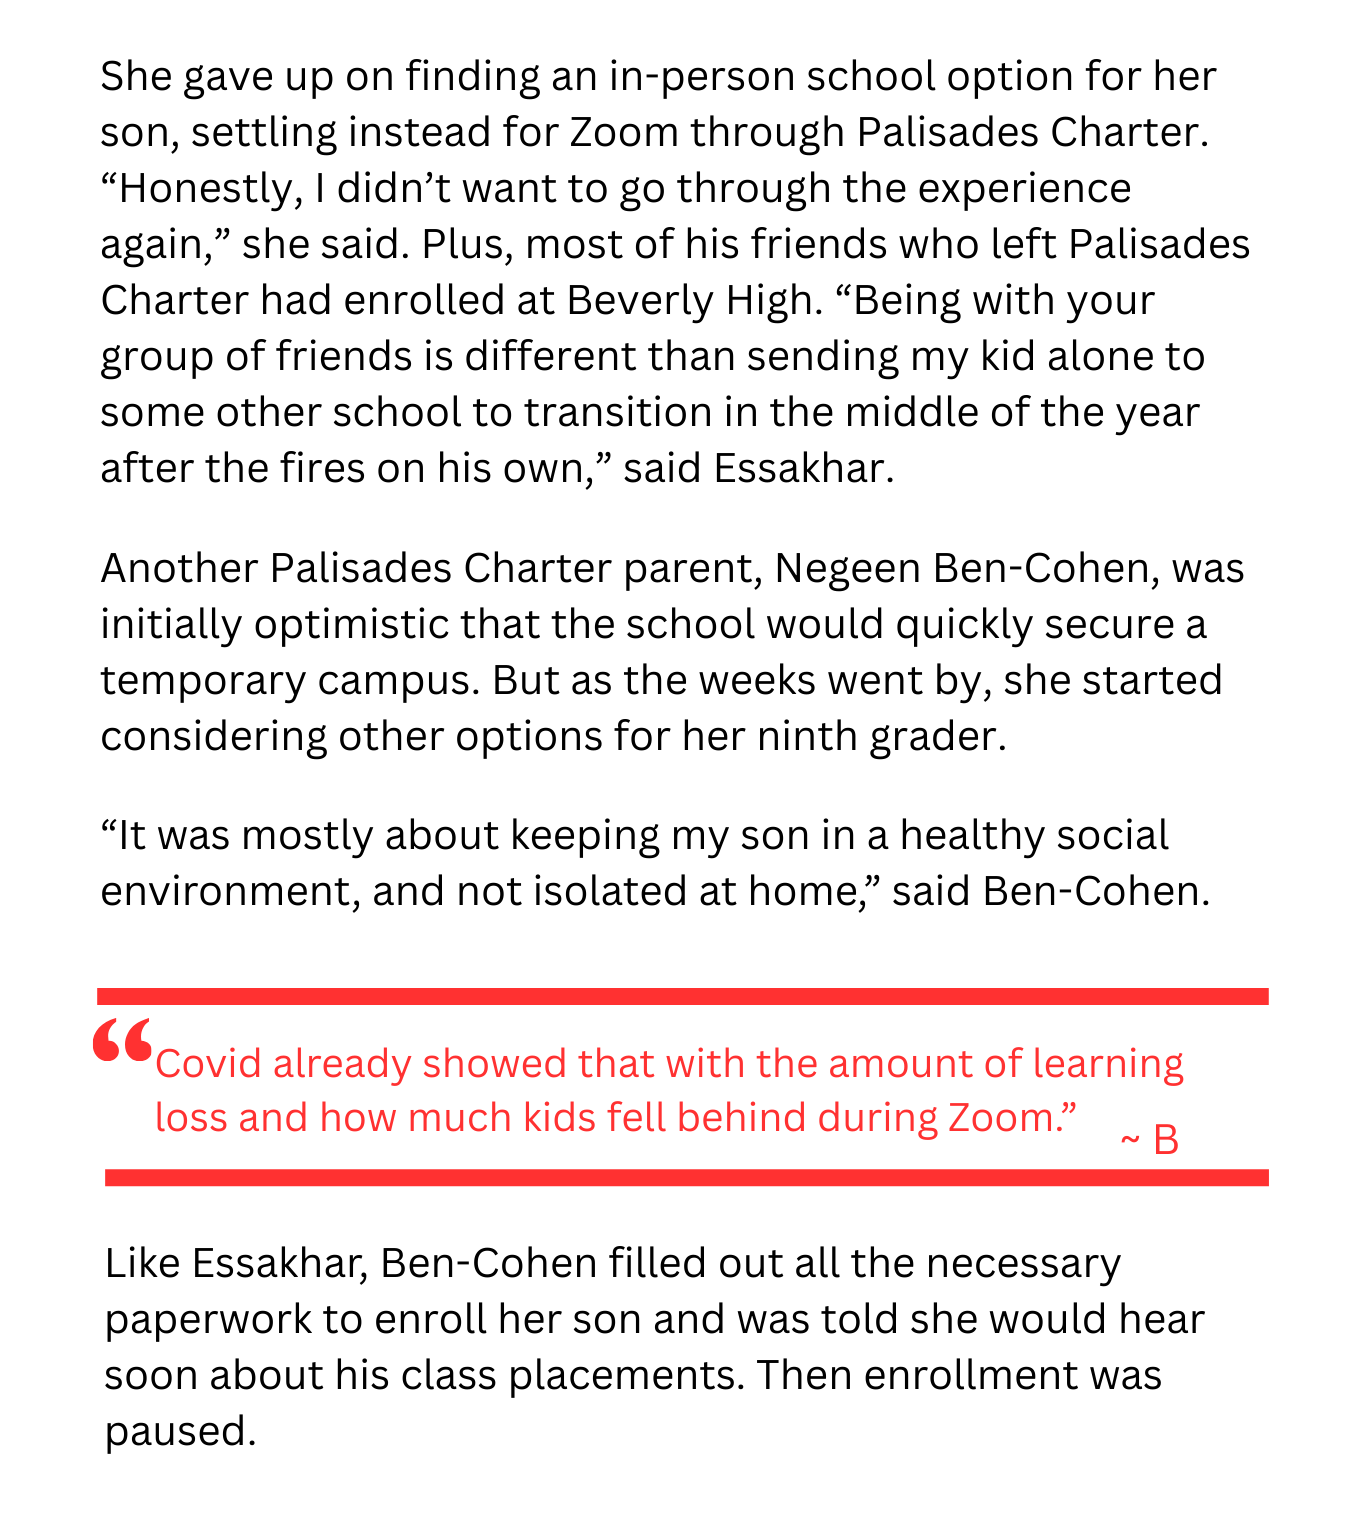 She gave up on finding an in-person school option for her
son, settling instead for Zoom through Palisades Charter.
“Honestly, I didn’t want to go through the experience
again,” she said. Plus, most of his friends who left Palisades
Charter had enrolled at Beverly High. “Being with your
group of friends is different than sending my kid alone to
some other school to transition in the middle of the year
after the fires on his own,” said Essakhar.
Another Palisades Charter parent, Negeen Ben-Cohen, was
initially optimistic that the school would quickly secure a
temporary campus. But as the weeks went by, she started
considering other options for her ninth grader.
“It was mostly about keeping my son in a healthy social
environment, and not isolated at home,” said Ben-Cohen.
“Covid already showed that with the amount of learning
loss and how much kids fell behind during Zoom.”
~ B
Like Essakhar, Ben-Cohen filled out all the necessary
paperwork to enroll her son and was told she would hear
soon about his class placements. Then enrollment was
paused.